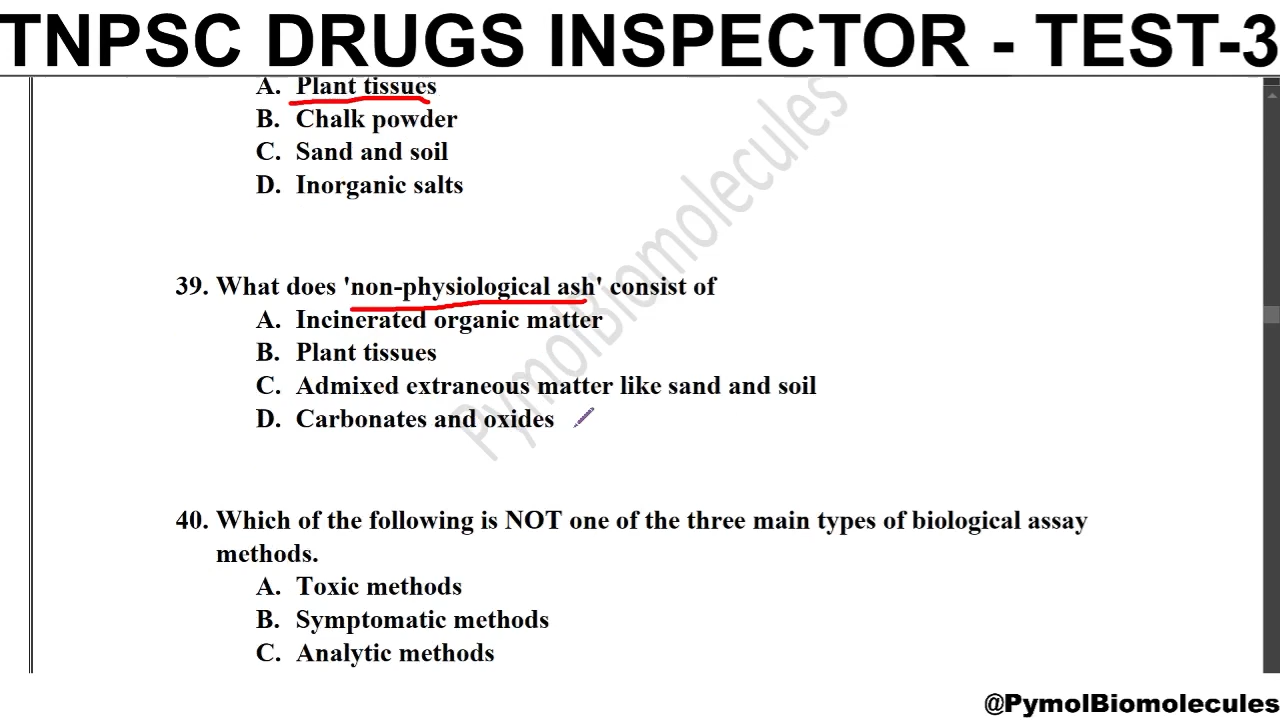 TNPSC DRUGS INSPECTOR - TEST-3
A. Plant tissues
B. Chalk powder
C. Sand and soil
D. Inorganic salts
39. What does 'non-physiological ash' consist of
A. Incinerated organic matter
B. Plant tissues
C. Admixed extraneous matter like sand and soil
D. Carbonates and oxides
40. Which of the following is NOT one of the three main types of biological assay
methods.
A. Toxic methods
B. Symptomatic methods
C. Analytic methods
PymolBiomolecules
@PymolBiomolecules